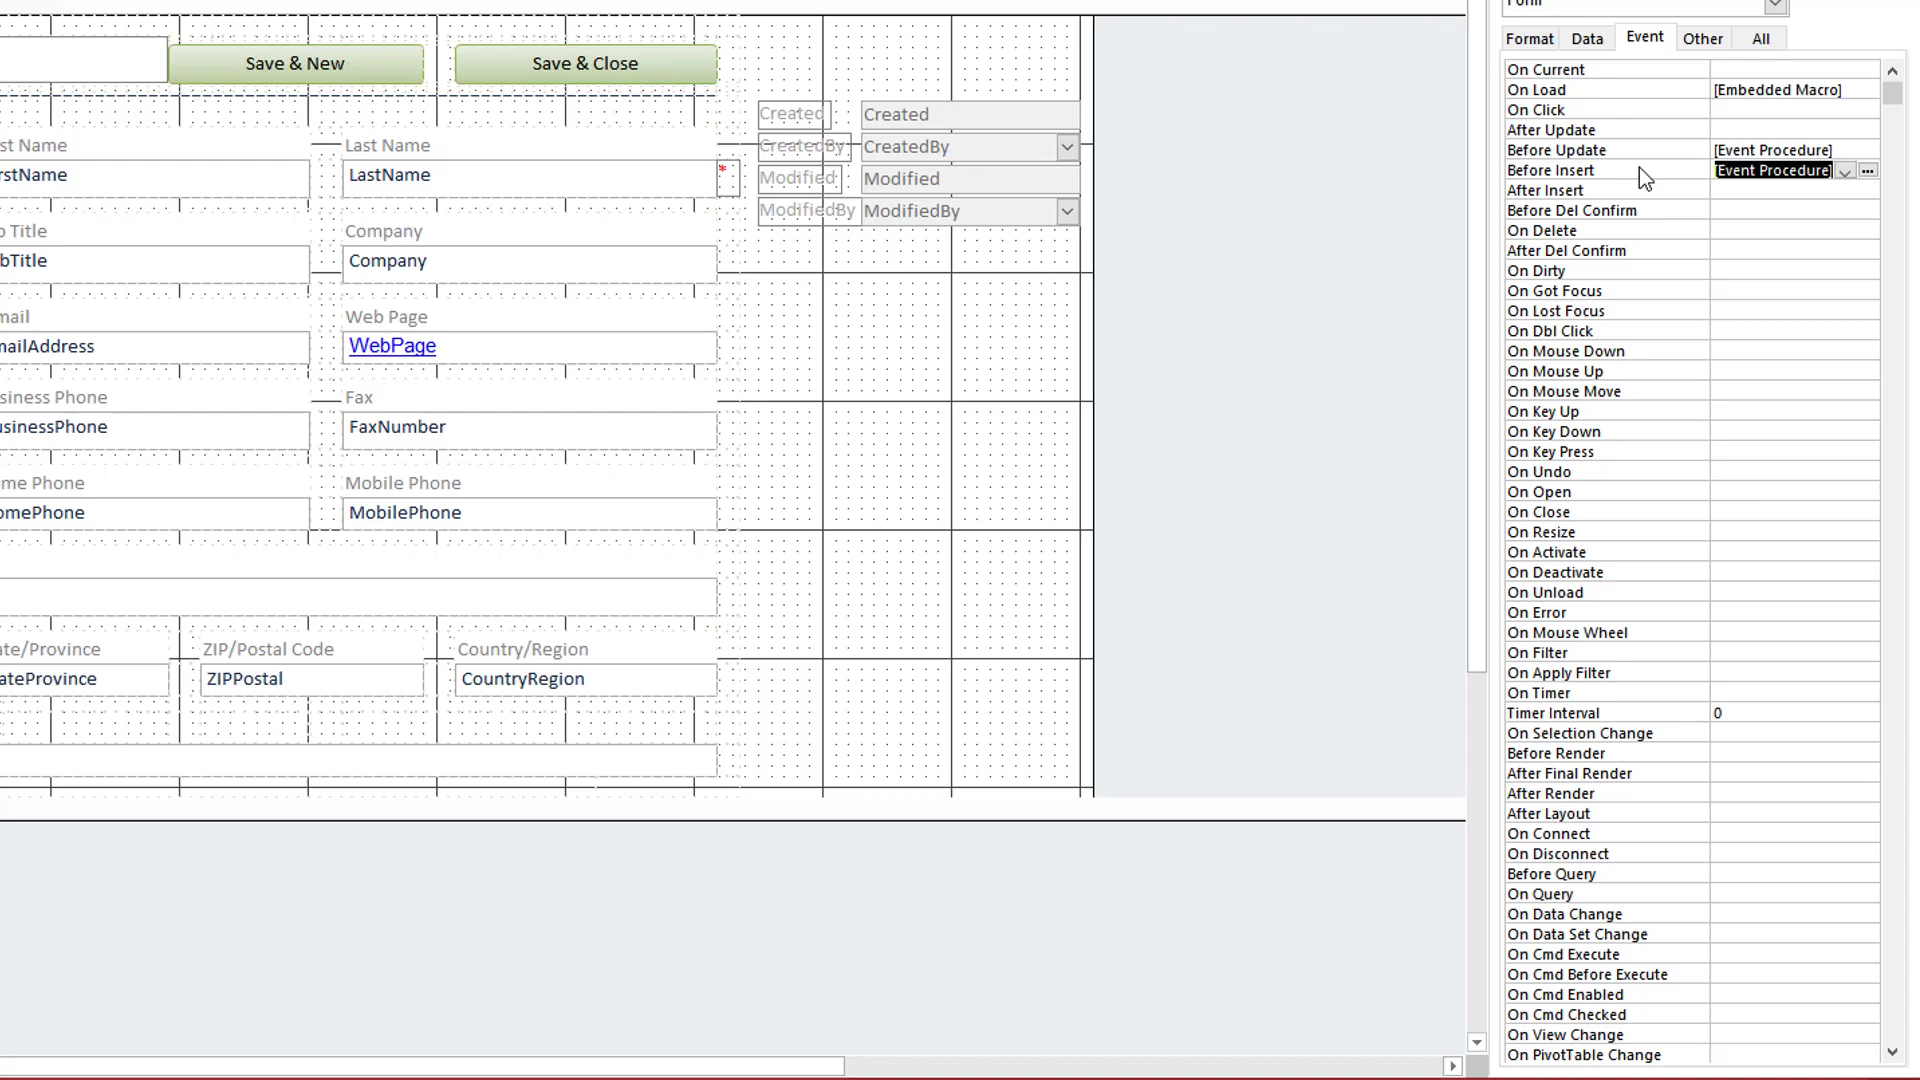 Form
Format Data Event Other All
Save & New Save & Close
Created Created
CreatedBy CreatedBy
Modified Modified
ModifiedBy ModifiedBy
st Name Last Name
rstName LastName *
b Title Company
bTitle Company
mail Web Page
mailAddress WebPage
siness Phone Fax
usinessPhone FaxNumber
me Phone Mobile Phone
omePhone MobilePhone
ate/Province ZIP/Postal Code Country/Region
ateProvince ZIPPostal CountryRegion
On Current
On Load [Embedded Macro]
On Click
After Update
Before Update [Event Procedure]
Before Insert [Event Procedure] ...
After Insert
Before Del Confirm
On Delete
After Del Confirm
On Dirty
On Got Focus
On Lost Focus
On Dbl Click
On Mouse Down
On Mouse Up
On Mouse Move
On Key Up
On Key Down
On Key Press
On Undo
On Open
On Close
On Resize
On Activate
On Deactivate
On Unload
On Error
On Mouse Wheel
On Filter
On Apply Filter
On Timer
Timer Interval 0
On Selection Change
Before Render
After Final Render
After Render
After Layout
On Connect
On Disconnect
Before Query
On Query
On Data Change
On Data Set Change
On Cmd Execute
On Cmd Before Execute
On Cmd Enabled
On Cmd Checked
On View Change
On PivotTable Change